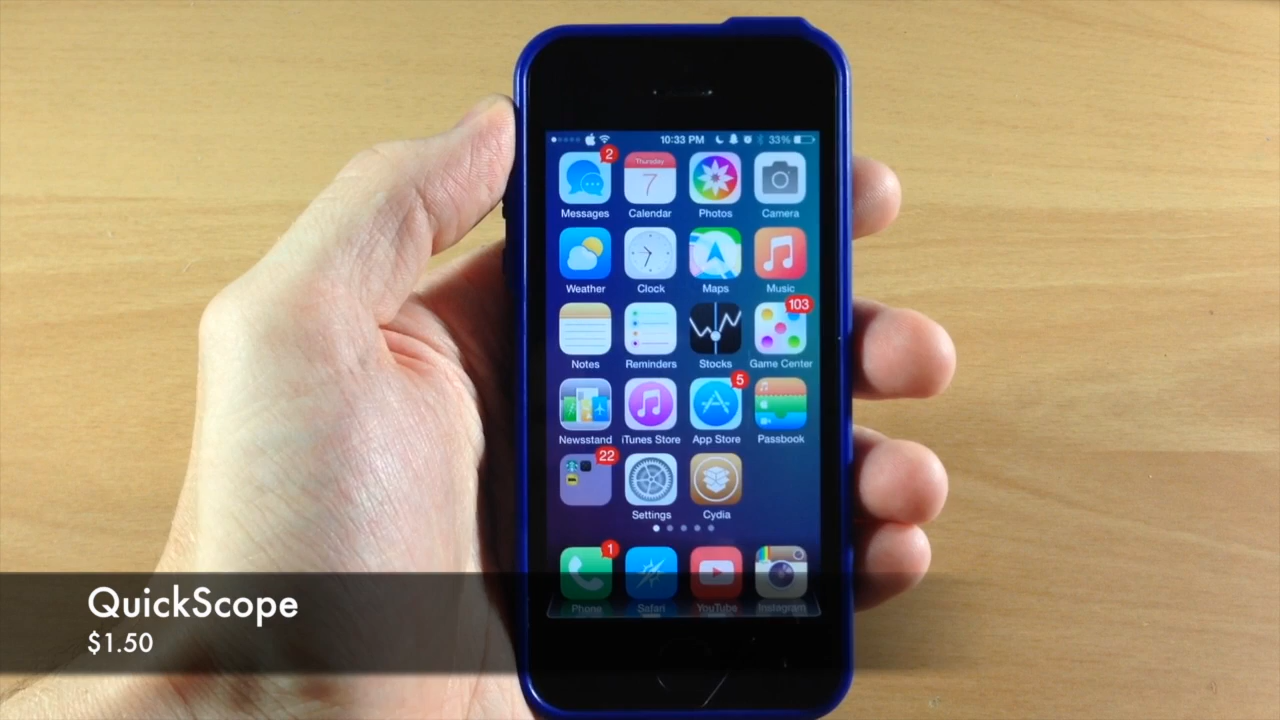 10:33 PM 33%
2
Thursday
7
Messages Calendar Photos Camera
Weather Clock Maps Music
103
Notes Reminders Stocks Game Center
5
Newsstand iTunes Store App Store Passbook
22
Settings Cydia
1
Phone Safari YouTube Instagram
QuickScope
$1.50